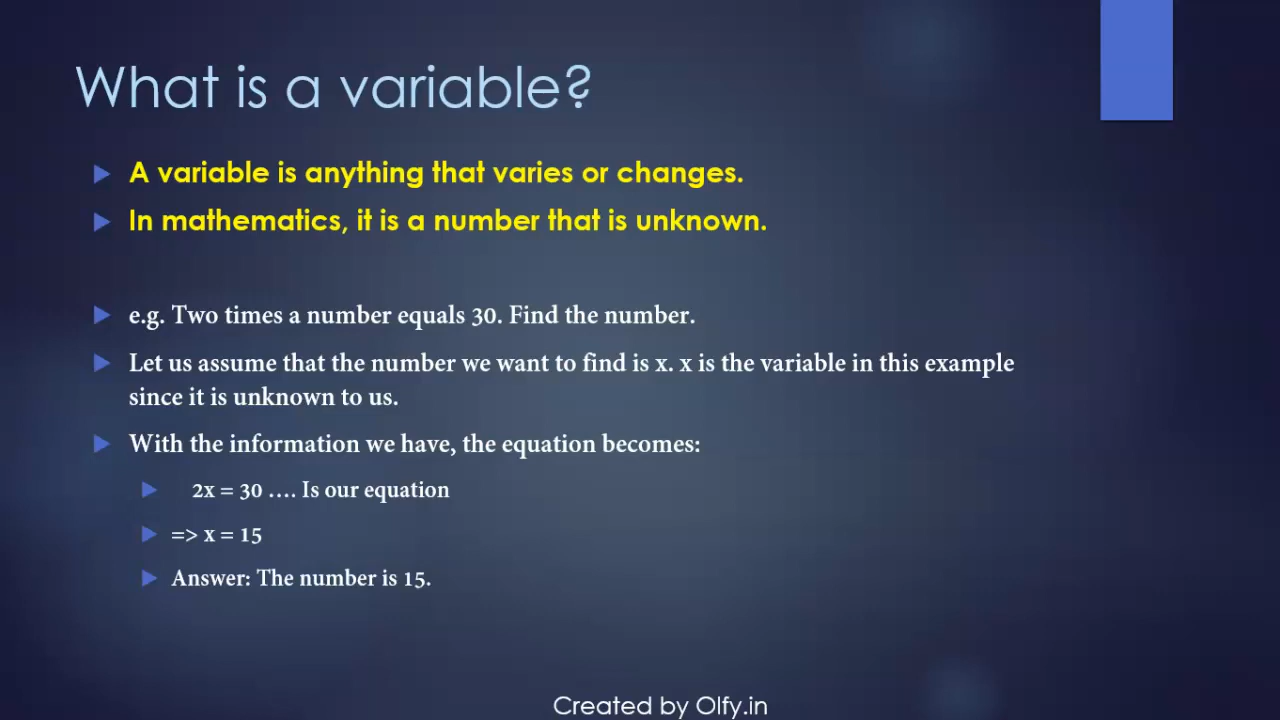 What is a variable?
A variable is anything that varies or changes.
In mathematics, it is a number that is unknown.
e.g. Two times a number equals 30. Find the number.
Let us assume that the number we want to find is x. x is the variable in this example
since it is unknown to us.
With the information we have, the equation becomes:
2x = 30 .... Is our equation
=> x = 15
Answer: The number is 15.
Created by Olfy.in